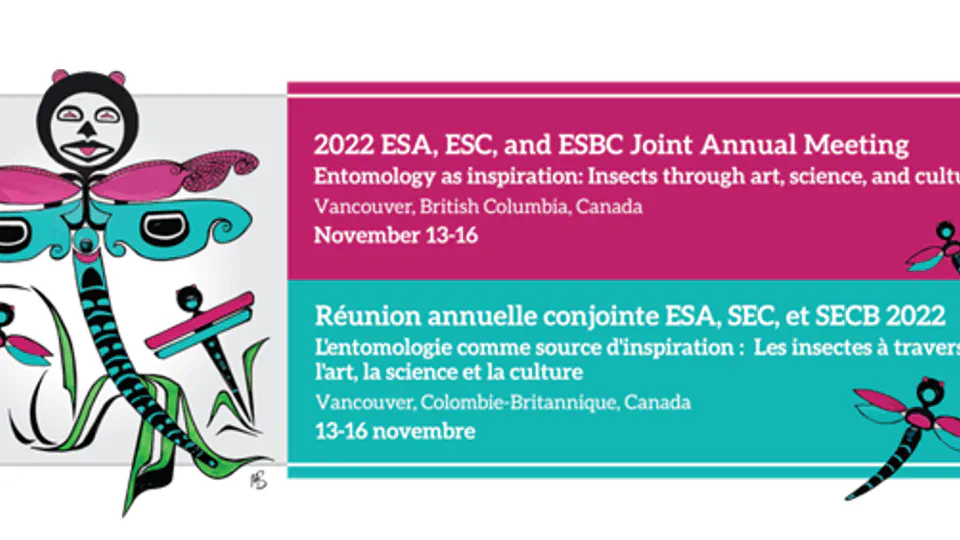 2022 ESA, ESC, and ESBC Joint Annual Meeting
Entomology as inspiration: Insects through art, science, and cultu
Vancouver, British Columbia, Canada
November 13-16
Réunion annuelle conjointe ESA, SEC, et SECB 2022
L'entomologie comme source d'inspiration : Les insectes à travers
l'art, la science et la culture
Vancouver, Colombie-Britannique, Canada
13-16 novembre